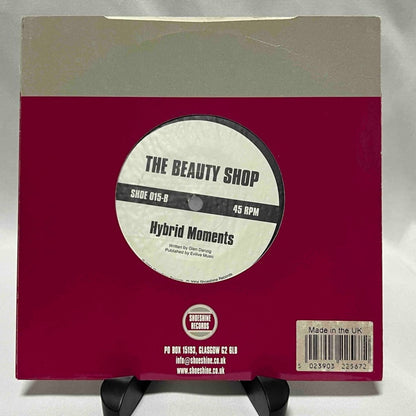 THE BEAUTY SHOP
SHOE 015-B 45 RPM
Hybrid Moments
Written by Glen Danzig
Published by Evilive Music
Shoeshine Records
SHOESHINE
RECORDS
PO BOX 15193, GLASGOW G2 6LB
info@shoeshine.co.uk
www.shoeshine.co.uk
Made in the UK
5 023903 225672